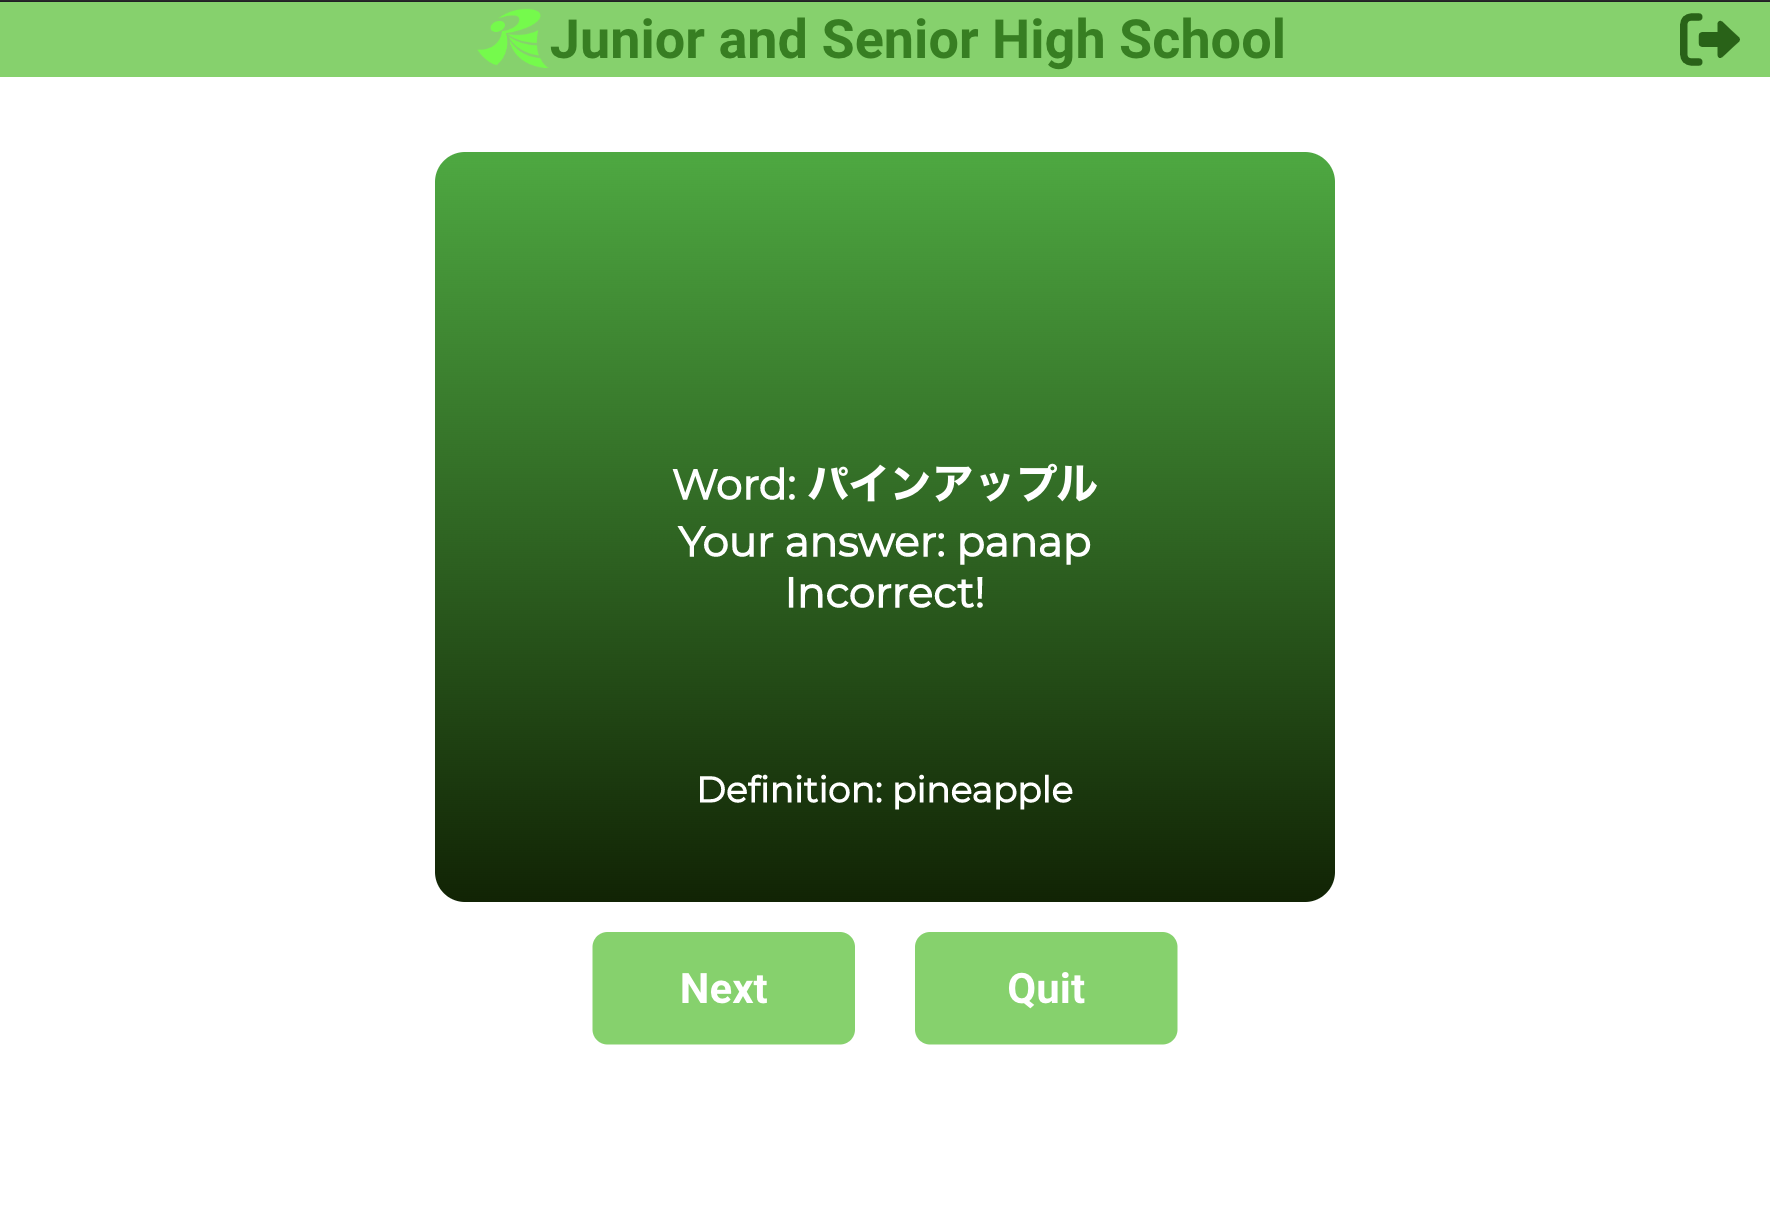 Junior and Senior High School
Word: パインアップル
Your answer: panap
Incorrect!
Definition: pineapple
Next
Quit